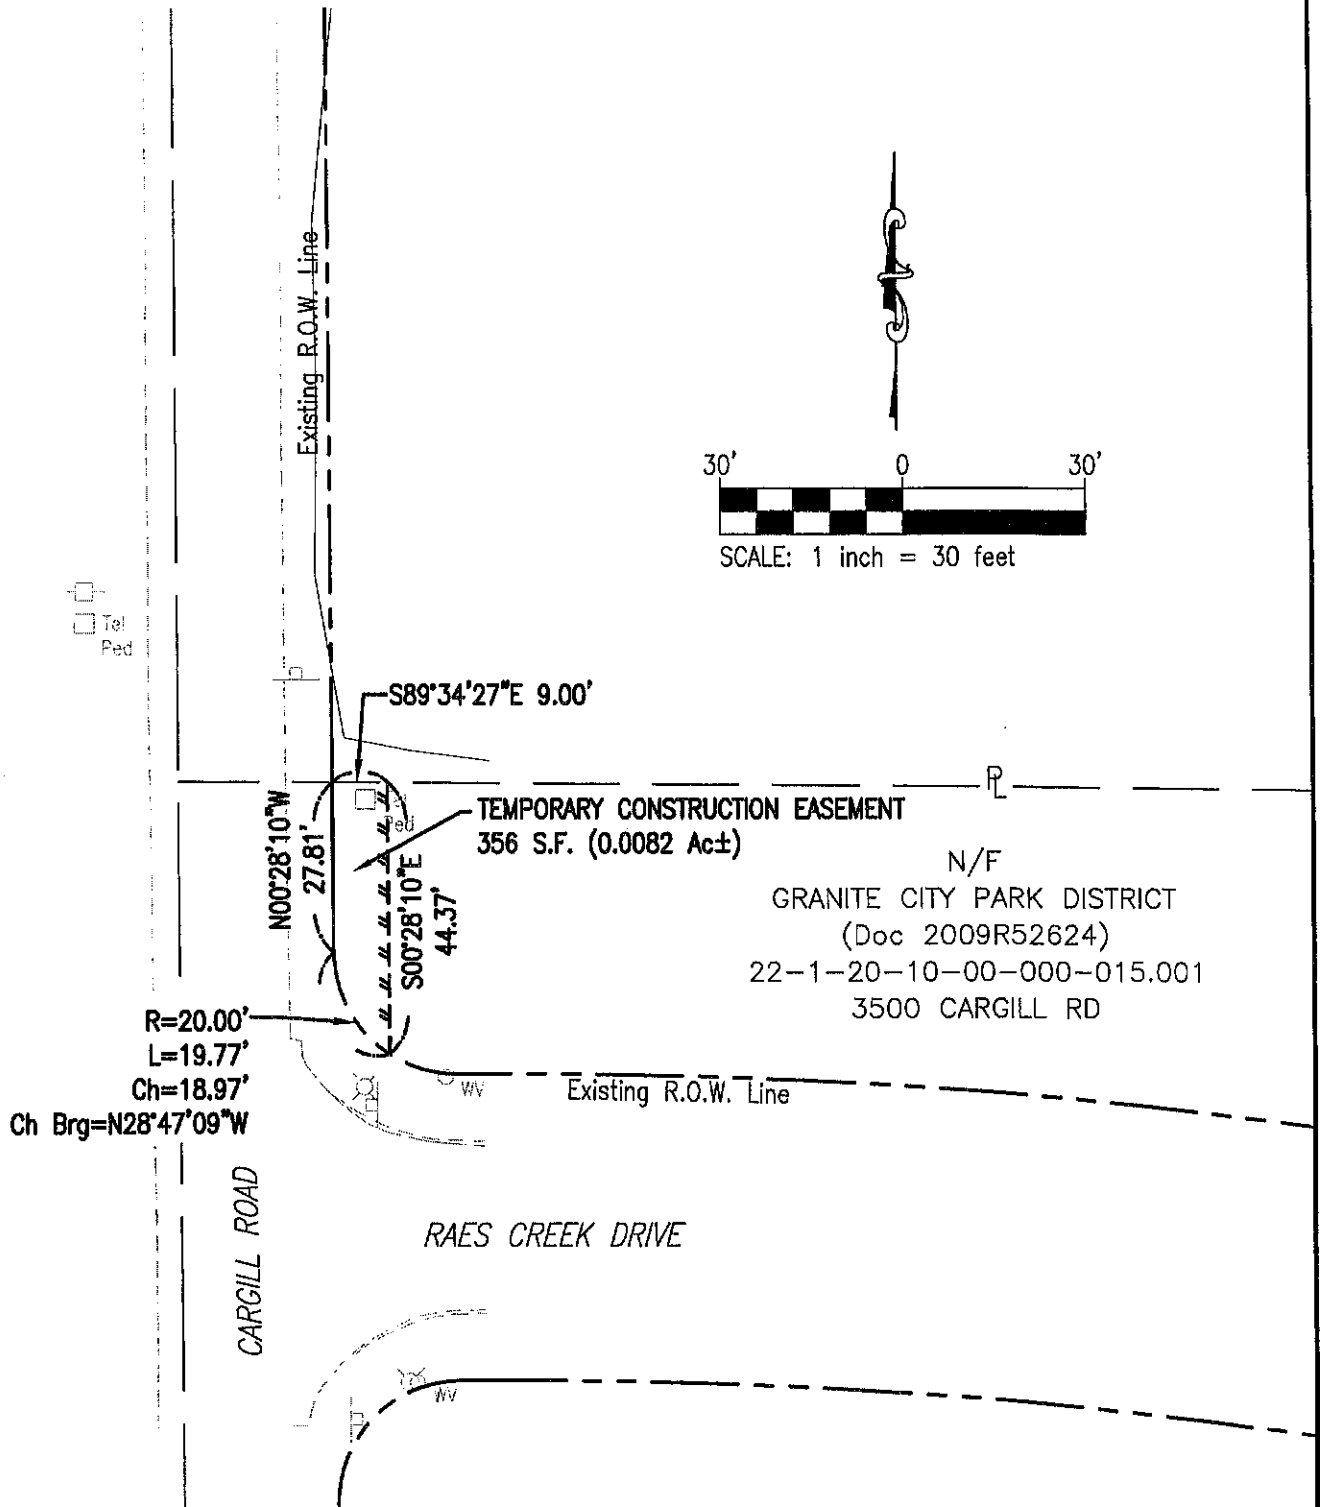 Existing R.O.W. Line
30'
0
30'
SCALE: 1 inch = 30 feet
Tel
Ped
S89°34'27"E 9.00'
PL
N00°28'10"W
27.81'
Ped
TEMPORARY CONSTRUCTION EASEMENT
356 S.F. (0.0082 Ac±)
S00°28'10"E
44.37'
N/F
GRANITE CITY PARK DISTRICT
(Doc 2009R52624)
22-1-20-10-00-000-015.001
3500 CARGILL RD
R=20.00'
L=19.77'
Ch=18.97'
Ch Brg=N28°47'09"W
WV
Existing R.O.W. Line
CARGILL ROAD
RAES CREEK DRIVE
WV